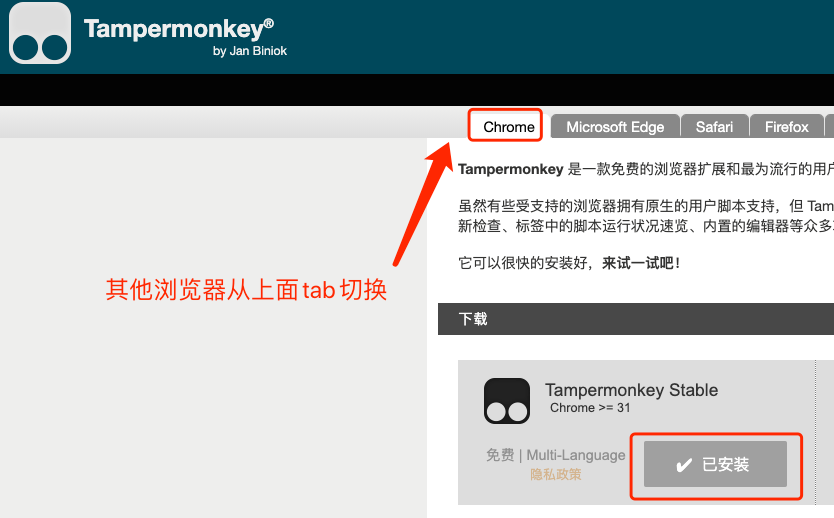 Tampermonkey®
by Jan Biniok
Chrome
Microsoft Edge
Safari
Firefox
Tampermonkey 是一款免费的浏览器扩展和最为流行的用户
虽然有些受支持的浏览器拥有原生的用户脚本支持，但 Tam
新检查、标签中的脚本运行状况速览、内置的编辑器等众多
它可以很快的安装好，来试一试吧！
其他浏览器从上面tab切换
下载
Tampermonkey Stable
Chrome >= 31
免费 | Multi-Language
隐私政策
✔ 已安装